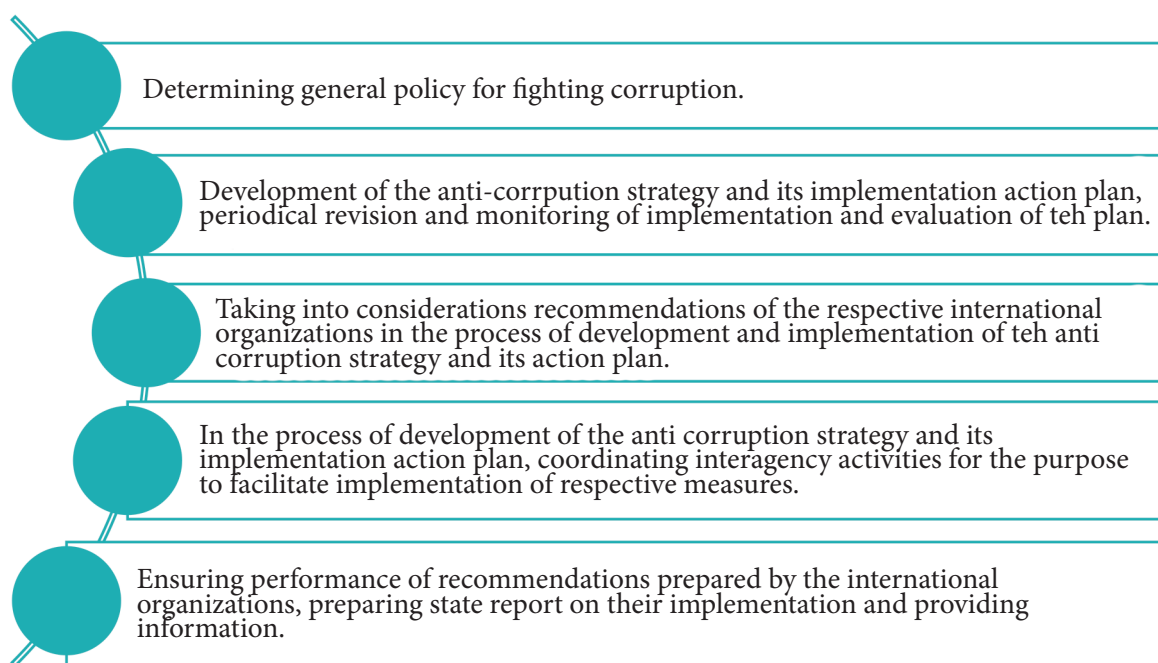 Determining general policy for fighting corruption.
Development of the anti-corrpution strategy and its implementation action plan,
periodical revision and monitoring of implementation and evaluation of teh plan.
Taking into considerations recommendations of the respective international
organizations in the process of development and implementation of teh anti
corruption strategy and its action plan.
In the process of development of the anti corruption strategy and its
implementation action plan, coordinating interagency activities for the purpose
to facilitate implementation of respective measures.
Ensuring performance of recommendations prepared by the international
organizations, preparing state report on their implementation and providing
information.